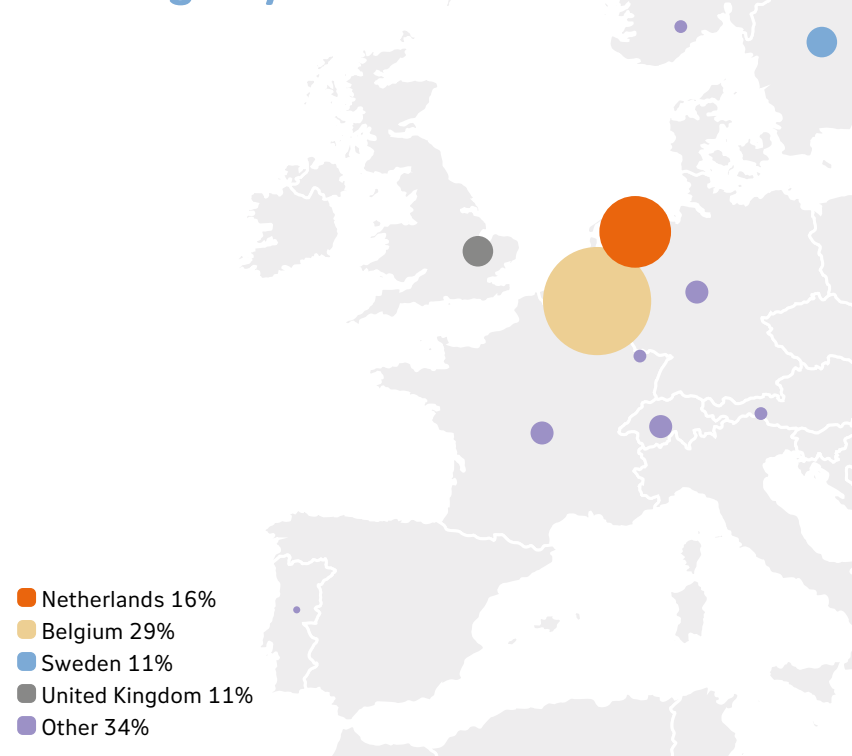 Netherlands 16%
Belgium 29%
Sweden 11%
United Kingdom 11%
Other 34%